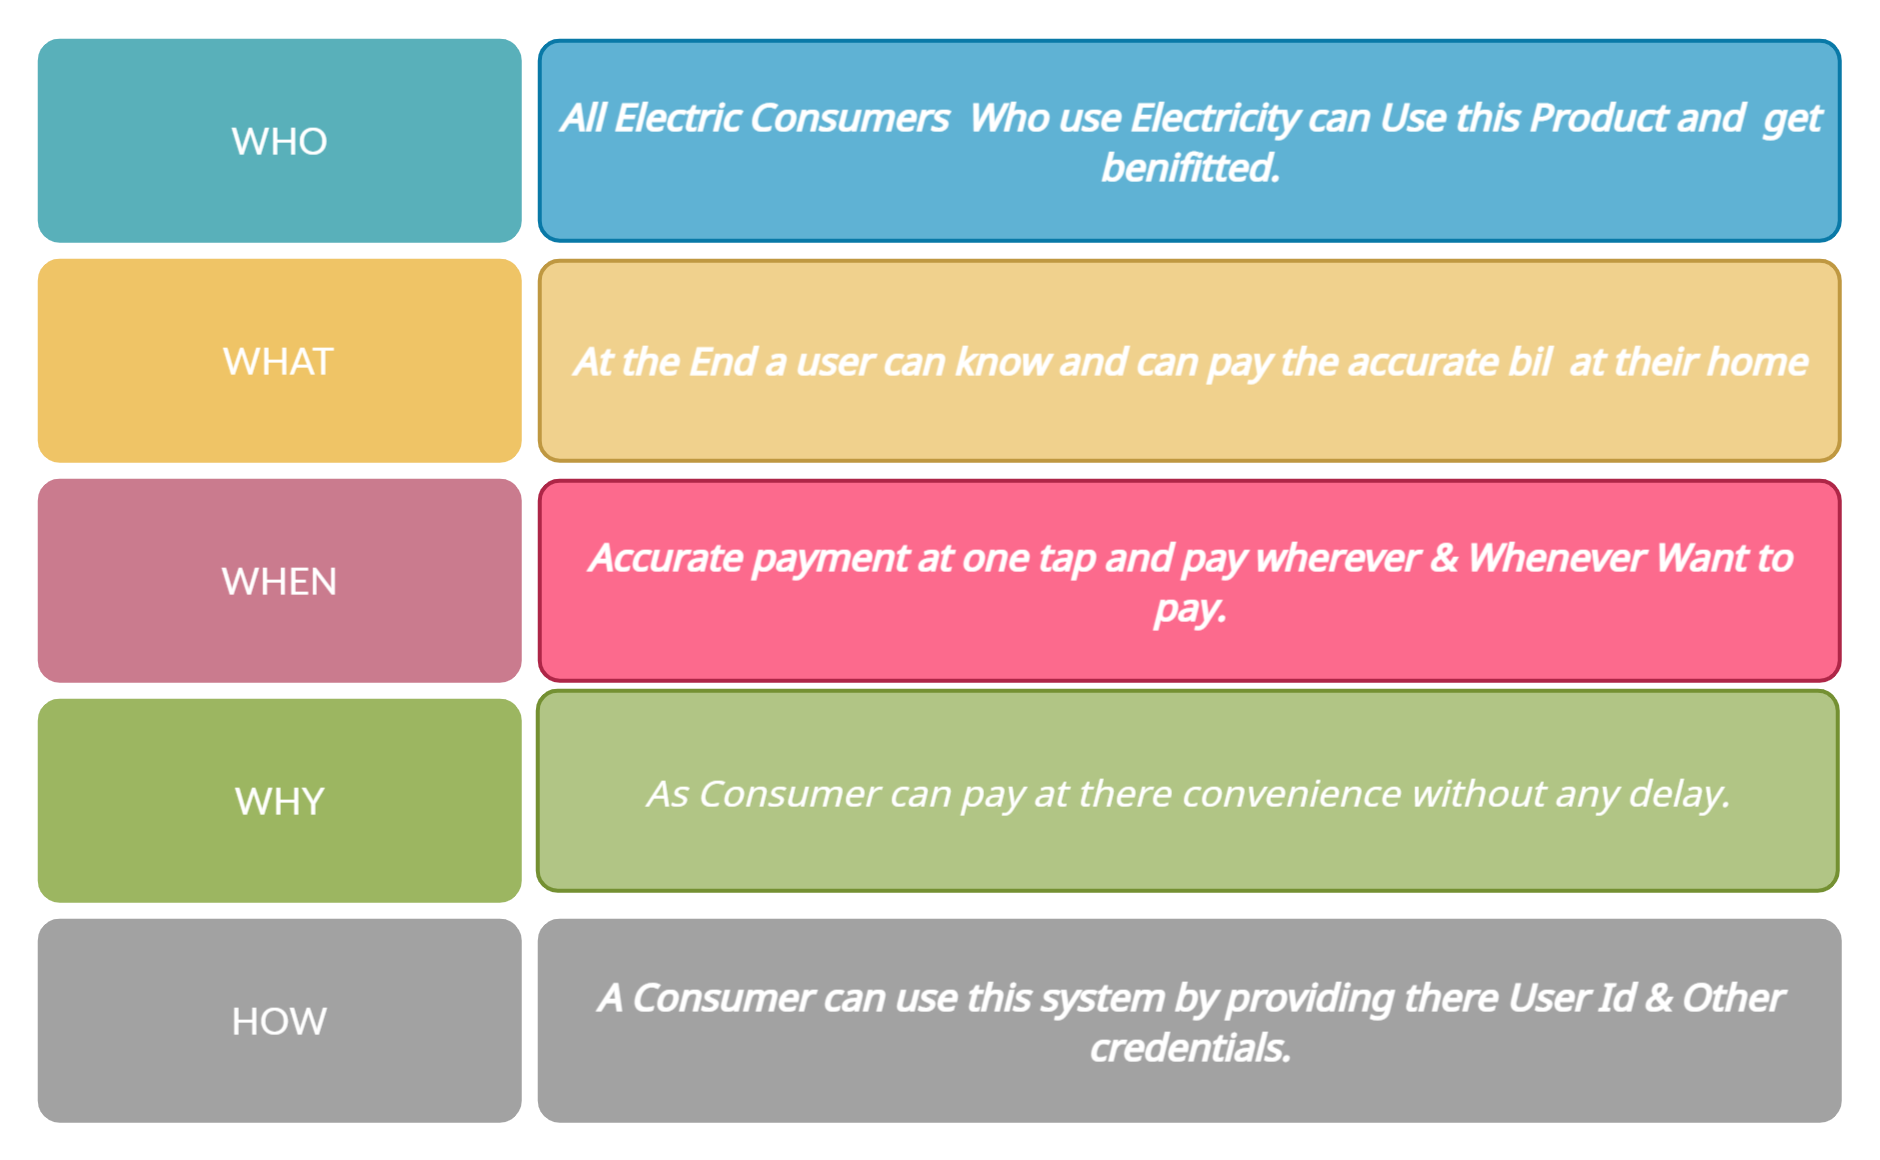 WHO
All Electric Consumers  Who use Electricity can Use this Product and  get
benifitted.
WHAT
At the End a user can know and can pay the accurate bil  at their home
WHEN
Accurate payment at one tap and pay wherever & Whenever Want to
pay.
WHY
As Consumer can pay at there convenience without any delay.
HOW
A Consumer can use this system by providing there User Id & Other
credentials.